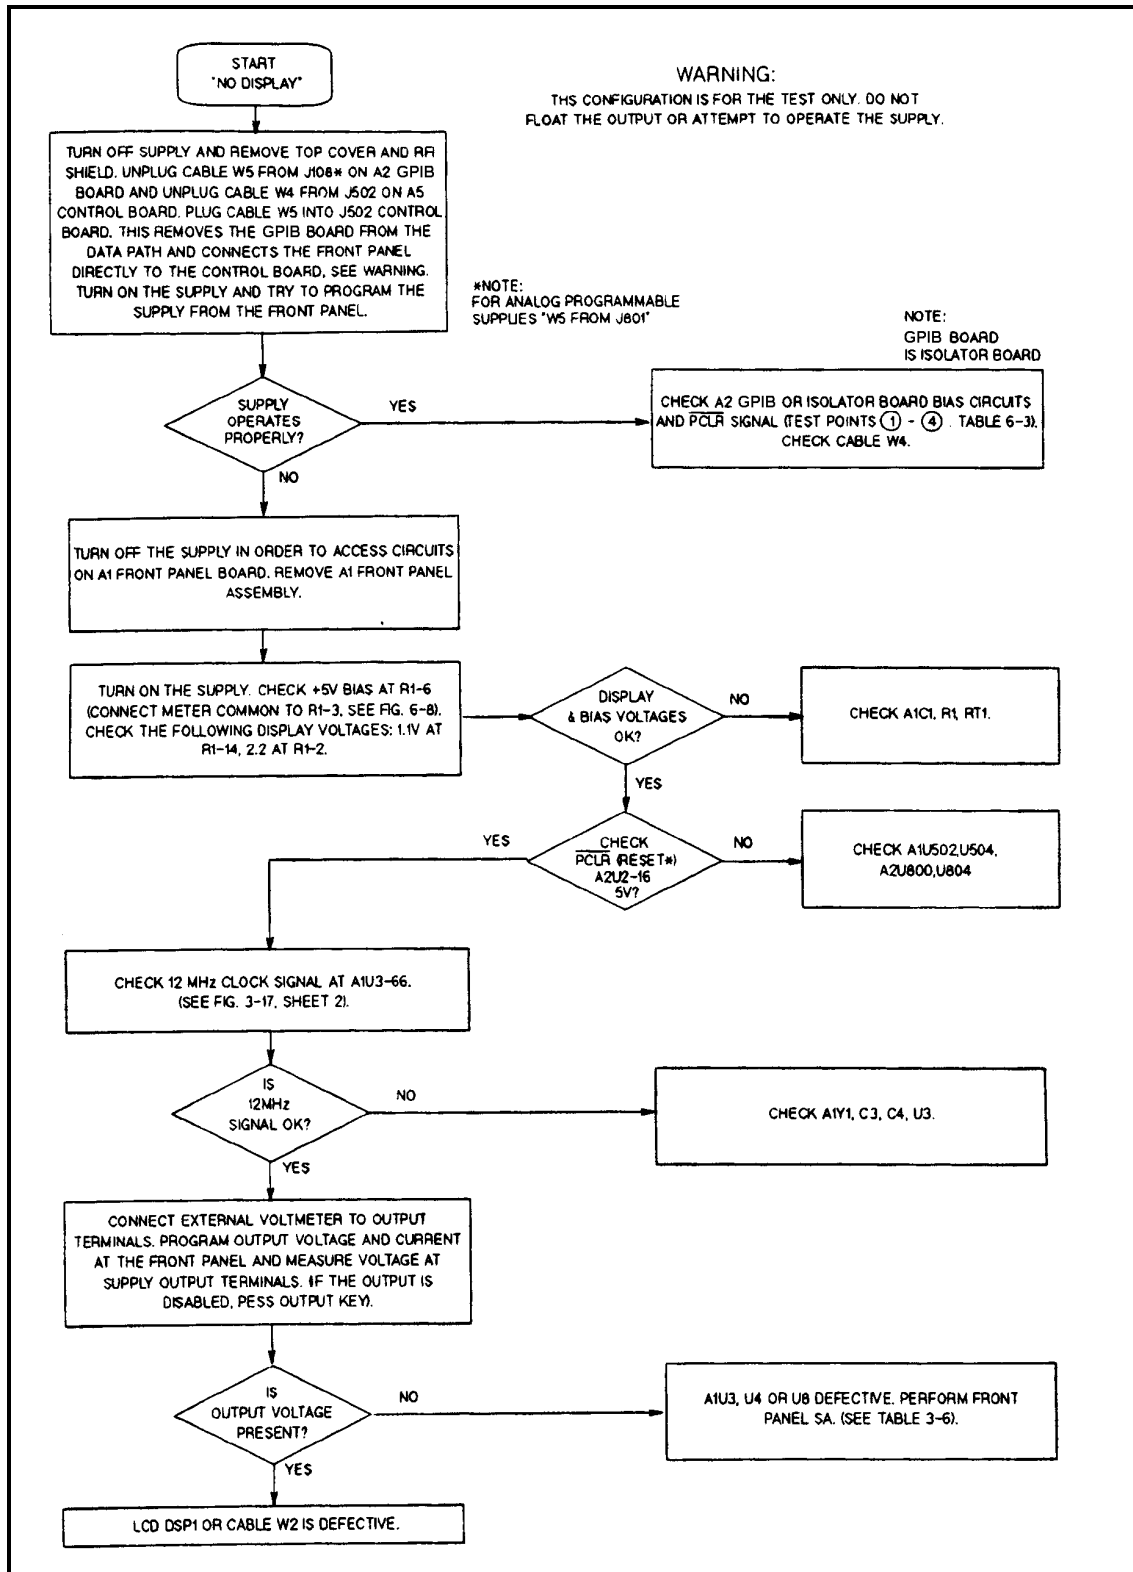 START
"NO DISPLAY"
WARNING:
THS CONFIGURATION IS FOR THE TEST ONLY. DO NOT
FLOAT THE OUTPUT OR ATTEMPT TO OPERATE THE SUPPLY.
TURN OFF SUPPLY AND REMOVE TOP COVER AND RFI
SHIELD. UNPLUG CABLE W5 FROM J108* ON A2 GPIB
BOARD AND UNPLUG CABLE W4 FROM J502 ON A5
CONTROL BOARD. PLUG CABLE W5 INTO J502 CONTROL
BOARD. THIS REMOVES THE GPIB BOARD FROM THE
DATA PATH AND CONNECTS THE FRONT PANEL
DIRECTLY TO THE CONTROL BOARD, SEE WARNING.
TURN ON THE SUPPLY AND TRY TO PROGRAM THE
SUPPLY FROM THE FRONT PANEL.
*NOTE:
FOR ANALOG PROGRAMMABLE
SUPPLIES "W5 FROM J801"
NOTE:
GPIB BOARD
IS ISOLATOR BOARD
SUPPLY
OPERATES
PROPERLY?
YES
CHECK A2 GPIB OR ISOLATOR BOARD BIAS CIRCUITS
AND PCLR SIGNAL (TEST POINTS 1 - 4 . TABLE 6-3).
CHECK CABLE W4.
NO
TURN OFF THE SUPPLY IN ORDER TO ACCESS CIRCUITS
ON A1 FRONT PANEL BOARD. REMOVE A1 FRONT PANEL
ASSEMBLY.
TURN ON THE SUPPLY. CHECK +5V BIAS AT R1-6
(CONNECT METER COMMON TO R1-3, SEE FIG. 6-8).
CHECK THE FOLLOWING DISPLAY VOLTAGES: 1.1V AT
R1-14, 2.2 AT R1-2.
DISPLAY
& BIAS VOLTAGES
OK?
NO
CHECK A1C1, R1, RT1.
YES
CHECK
PCLR (RESET*)
A2U2-16
5V?
YES
NO
CHECK A1U502,U504,
A2U800,U804
CHECK 12 MHz CLOCK SIGNAL AT A1U3-66.
(SEE FIG. 3-17, SHEET 2).
IS
12MHz
SIGNAL OK?
NO
CHECK A1Y1, C3, C4, U3.
YES
CONNECT EXTERNAL VOLTMETER TO OUTPUT
TERMINALS. PROGRAM OUTPUT VOLTAGE AND CURRENT
AT THE FRONT PANEL AND MEASURE VOLTAGE AT
SUPPLY OUTPUT TERMINALS. (IF THE OUTPUT IS
DISABLED, PESS OUTPUT KEY).
IS
OUTPUT VOLTAGE
PRESENT?
NO
A1U3, U4 OR U8 DEFECTIVE. PERFORM FRONT
PANEL SA. (SEE TABLE 3-6).
YES
LCD DSP1 OR CABLE W2 IS DEFECTIVE.